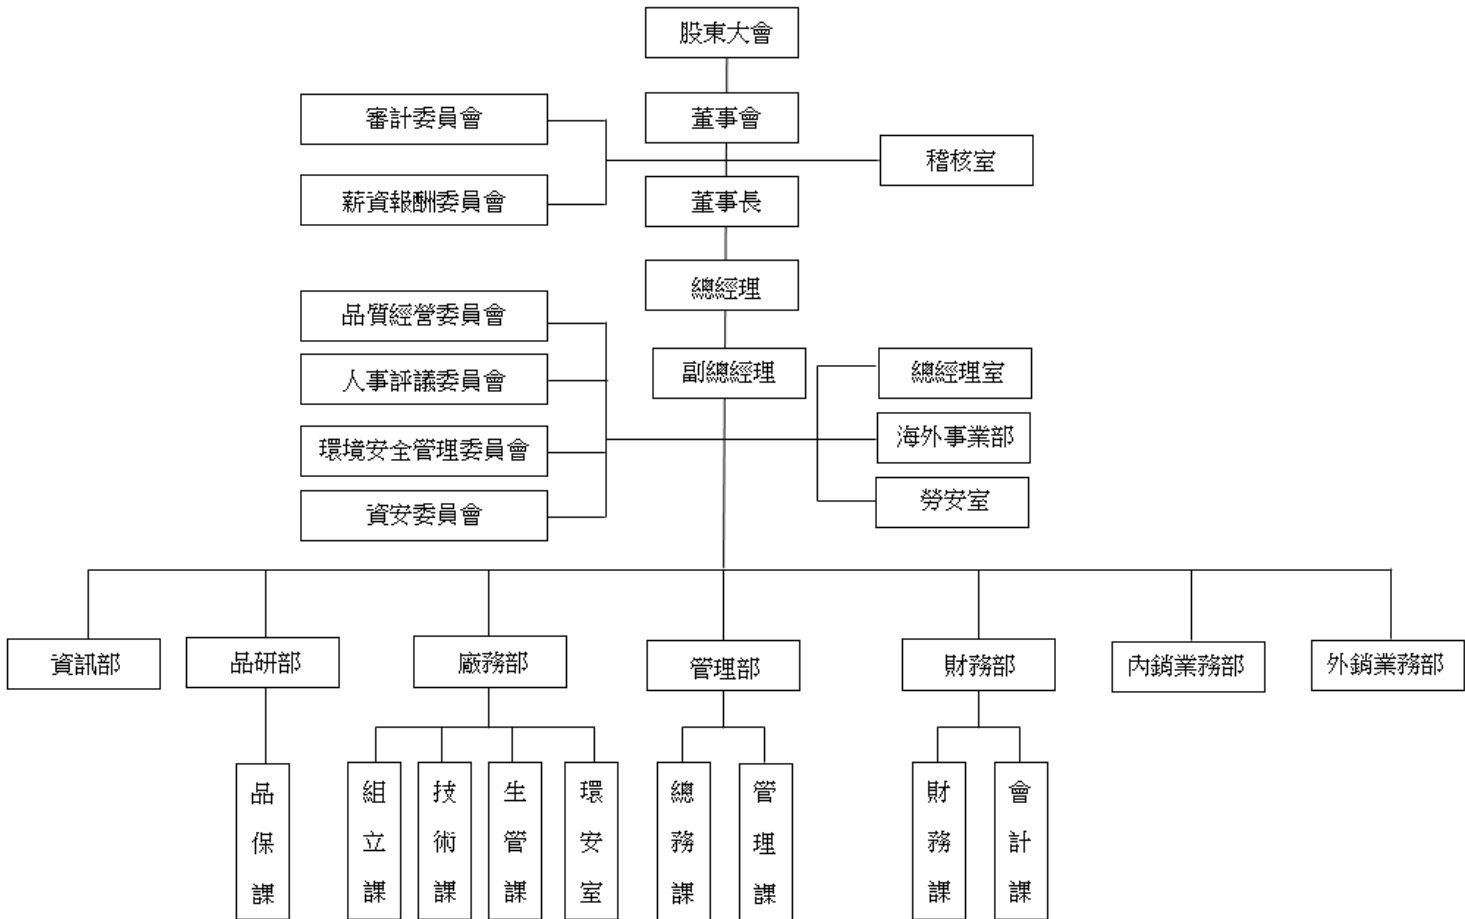 股東大會
審計委員會
董事會
稽核室
薪資報酬委員會
董事長
總經理
品質經營委員會
副總經理
總經理室
人事評議委員會
海外事業部
環境安全管理委員會
勞安室
資安委員會
資訊部
品研部
廠務部
管理部
財務部
內銷業務部
外銷業務部
品保課
組立課
技術課
生管課
環安室
總務課
管理課
財務課
會計課